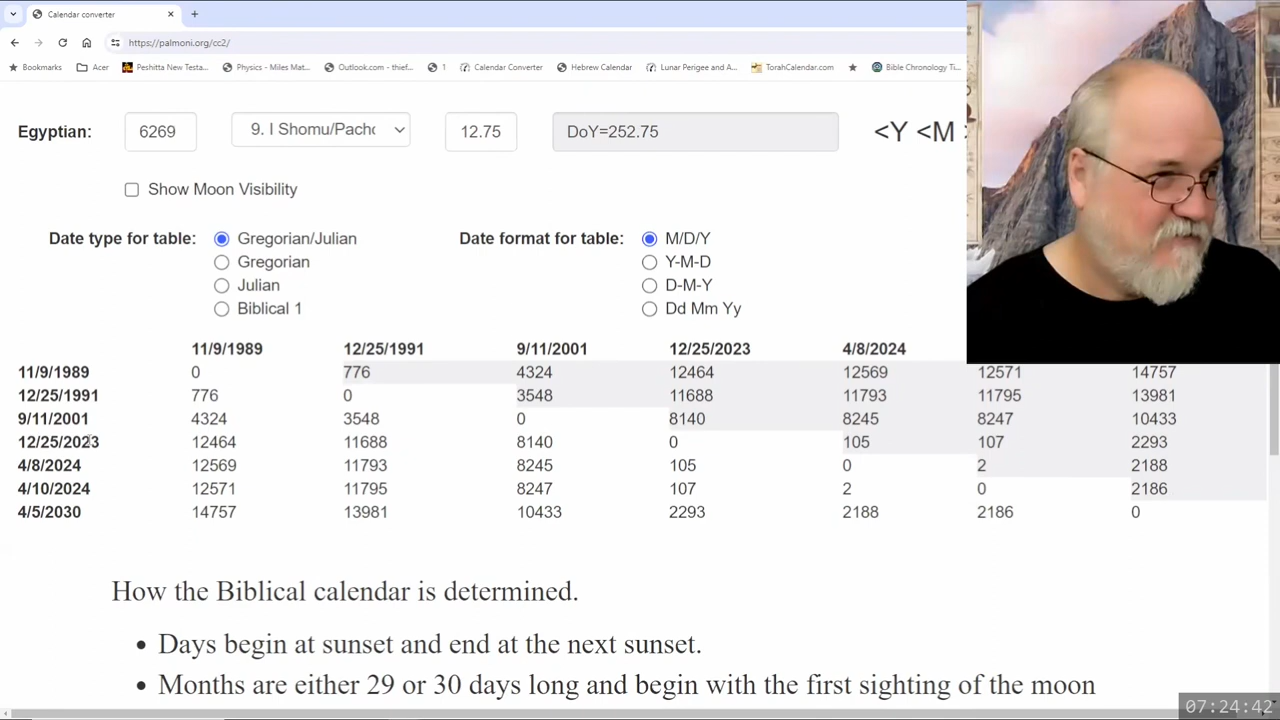 Calendar converter
https://palmoni.org/cc2/
Bookmarks Acer Peshitta New Testa... Physics - Miles Mat... Outlook.com - thief... 1 Calendar Converter Hebrew Calendar Lunar Perigee and A... TorahCalendar.com Bible Chronology Ti...
Egyptian: 6269 9. I Shomu/Pacho 12.75 DoY=252.75 <Y <M
Show Moon Visibility
Date type for table: Gregorian/Julian Date format for table: M/D/Y
Gregorian Y-M-D
Julian D-M-Y
Biblical 1 Dd Mm Yy
11/9/1989 12/25/1991 9/11/2001 12/25/2023 4/8/2024
11/9/1989 0 776 4324 12464 12569 12571 14757
12/25/1991 776 0 3548 11688 11793 11795 13981
9/11/2001 4324 3548 0 8140 8245 8247 10433
12/25/2023 12464 11688 8140 0 105 107 2293
4/8/2024 12569 11793 8245 105 0 2 2188
4/10/2024 12571 11795 8247 107 2 0 2186
4/5/2030 14757 13981 10433 2293 2188 2186 0
How the Biblical calendar is determined.
• Days begin at sunset and end at the next sunset.
• Months are either 29 or 30 days long and begin with the first sighting of the moon
07:24:42